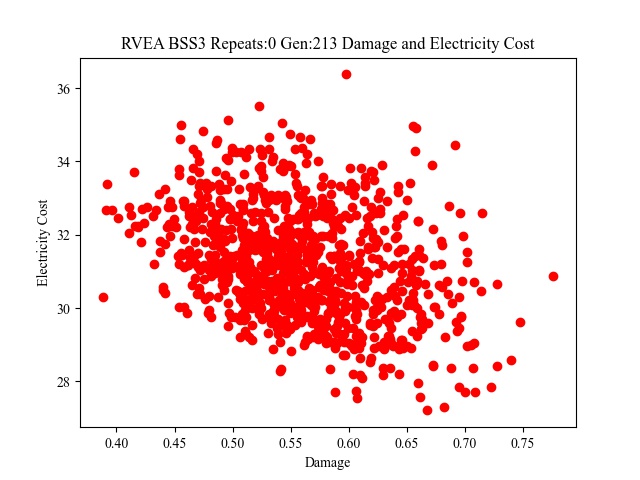 RVEA BSS3 Repeats:0 Gen:213 Damage and Electricity Cost
Electricity Cost
36
34
32
30
28
0.40 0.45 0.50 0.55 0.60 0.65 0.70 0.75
Damage